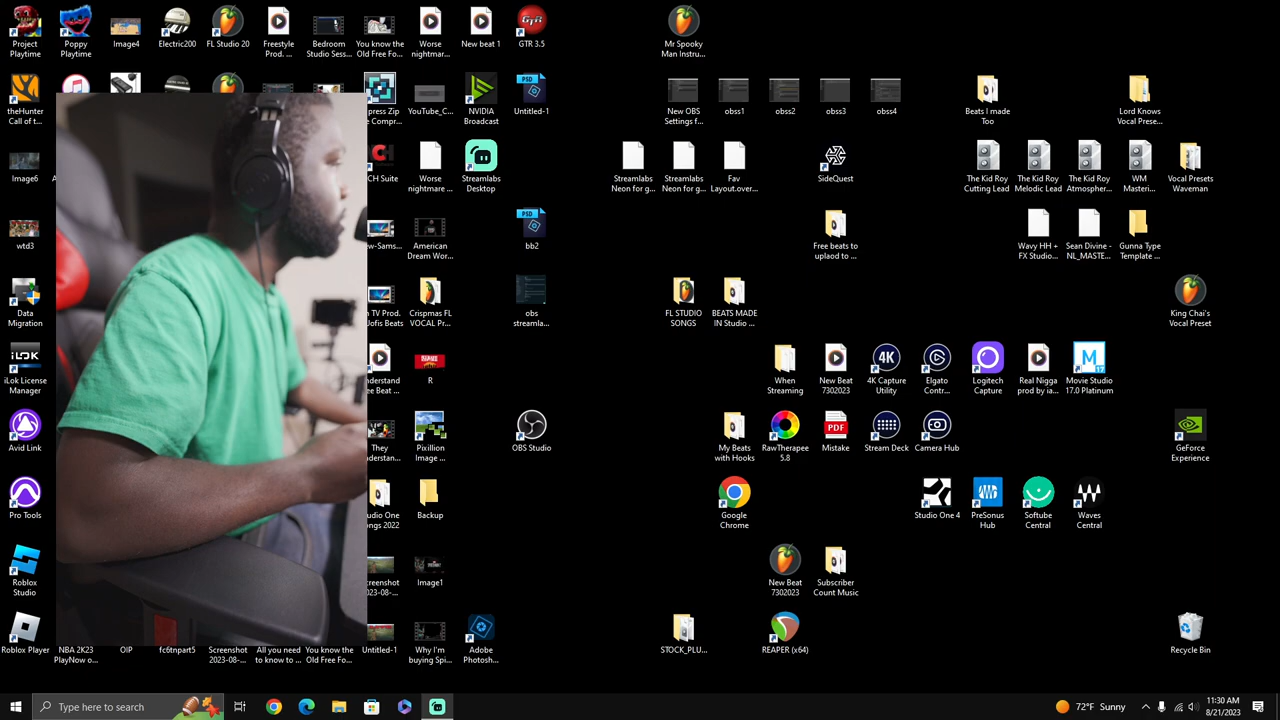 Project
Playtime
Poppy
Playtime
Image4
Electric200
FL Studio 20
Freestyle
Prod. ...
Bedroom
Studio Sess...
You know the
Old Free Fo...
Worse
nightmar...
New beat 1
GTR 3.5
Mr Spooky
Man Instru...
theHunter
Call of t...
press Zip
Compr...
YouTube_C...
NVIDIA
Broadcast
Untitled-1
New OBS
Settings f...
obss1
obss2
obss3
obss4
Beats I made
Too
Lord Knows
Vocal Prese...
Image6
CH Suite
Worse
nightmare ...
Streamlabs
Desktop
Streamlabs
Neon for g...
Streamlabs
Neon for g...
Fav
Layout.over...
SideQuest
The Kid Roy
Cutting Lead
The Kid Roy
Melodic Lead
The Kid Roy
Atmospher...
WM
Masteri...
Vocal Presets
Waveman
wtd3
ew-Sams...
American
Dream Wor...
bb2
Free beats to
uplaod to ...
Wavy HH +
FX Studio...
Sean Divine -
NL_MASTE...
Gunna Type
Template ...
Data
Migration
n TV Prod.
Jofis Beats
Crispmas FL
VOCAL Pr...
obs
streamla...
FL STUDIO
SONGS
BEATS MADE
IN Studio ...
King Chai's
Vocal Preset
iLOK
iLok License
Manager
nderstand
ee Beat ...
R
When
Streaming
New Beat
7302023
4K
4K Capture
Utility
Elgato
Contr...
Logitech
Capture
Real Nigga
prod by ia...
M
17
Movie Studio
17.0 Platinum
Avid Link
They
nderstan...
Pixillion
Image ...
OBS Studio
My Beats
with Hooks
RawTherapee
5.8
PDF
Mistake
Stream Deck
Camera Hub
GeForce
Experience
Pro Tools
udio One
ngs 2022
Backup
Google
Chrome
Studio One 4
PreSonus
Hub
Softube
Central
Waves
Central
Roblox
Studio
creenshot
023-08-...
Image1
New Beat
7302023
Subscriber
Count Music
Roblox Player
NBA 2K23
PlayNow o...
OIP
fc6tnpart5
Screenshot
2023-08-...
All you need
to know to ...
You know the
Old Free Fo...
Untitled-1
Why I'm
buying Spi...
Adobe
Photosh...
STOCK_PLU...
REAPER (x64)
Recycle Bin
Type here to search
72°F Sunny
11:30 AM
8/21/2023